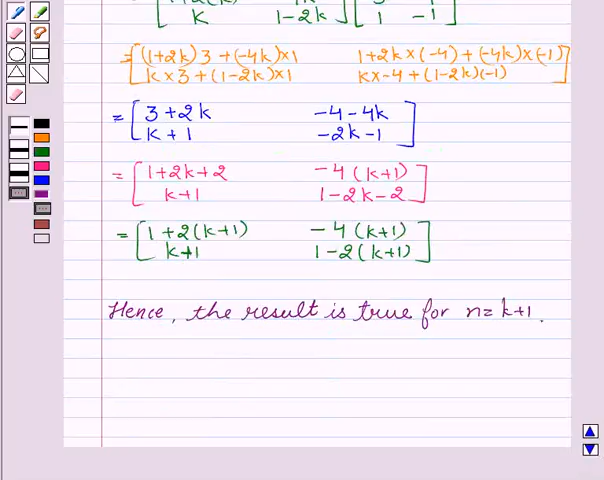 K 1-2k 1 -1
= [(1+2k)3+(-4k)×1 1+2k×(-4)+(-4k)×(-1)
k×3+(1-2k)×1 k×-4+(1-2k)(-1)]
= [3+2k -4-4k
k+1 -2k-1]
= [1+2k+2 -4(k+1)
k+1 1-2k-2]
= [1+2(k+1) -4(k+1)
k+1 1-2(k+1)]
Hence, the result is true for n=k+1.